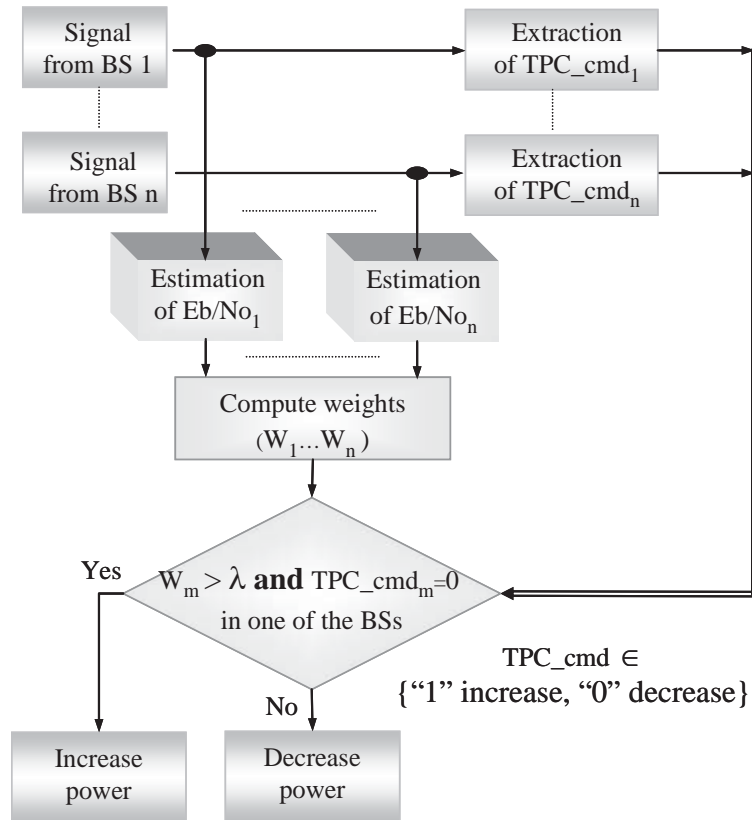 Signal
from BS 1
Extraction
of TPC_cmd₁
Signal
from BS n
Extraction
of TPC_cmdₙ
Estimation
of Eb/No₁
Estimation
of Eb/Noₙ
Compute weights
(W₁...Wₙ)
Yes
Wₘ > λ and TPC_cmdₘ=0
in one of the BSs
TPC_cmd ∈
{“1” increase, “0” decrease}
No
Increase
power
Decrease
power